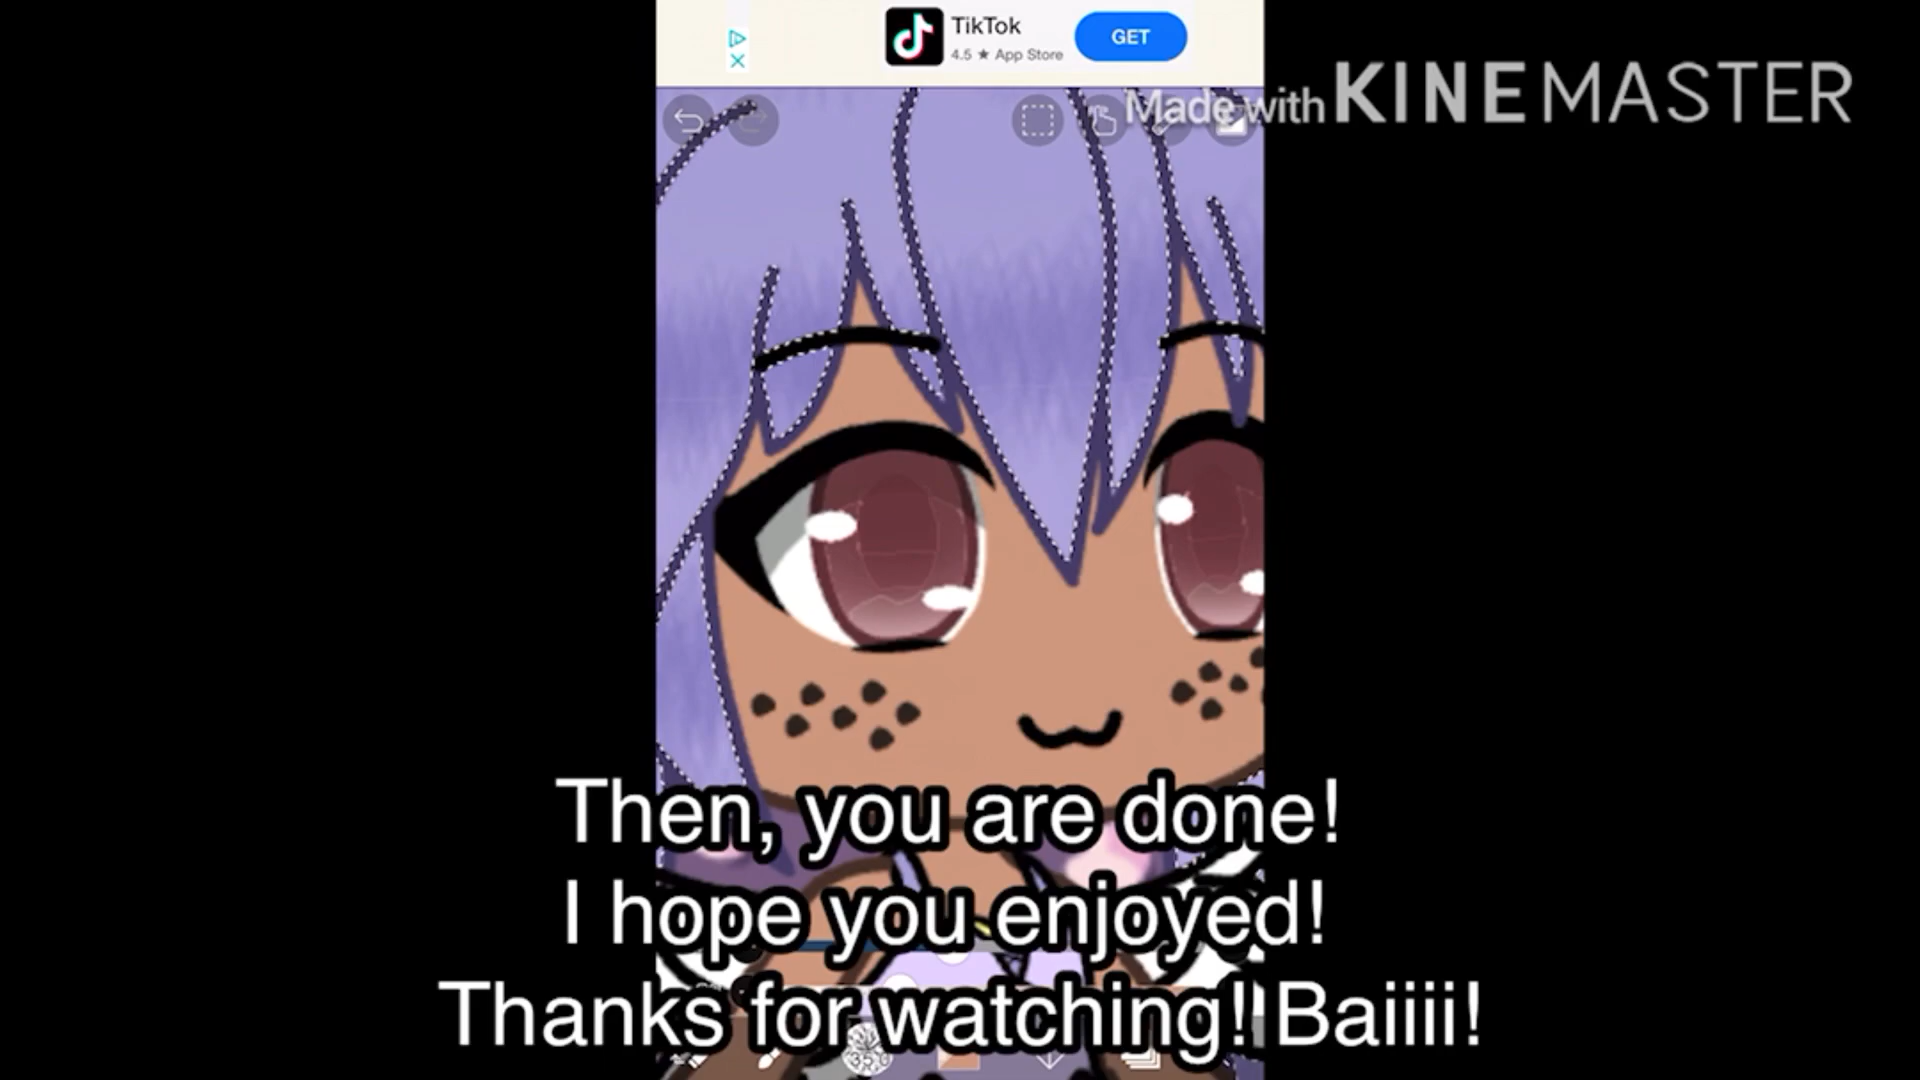 TikTok
4.5 ★ App Store
GET
Made with KINEMASTER
Then, you are done!
I hope you enjoyed!
Thanks for watching! Baiiii!